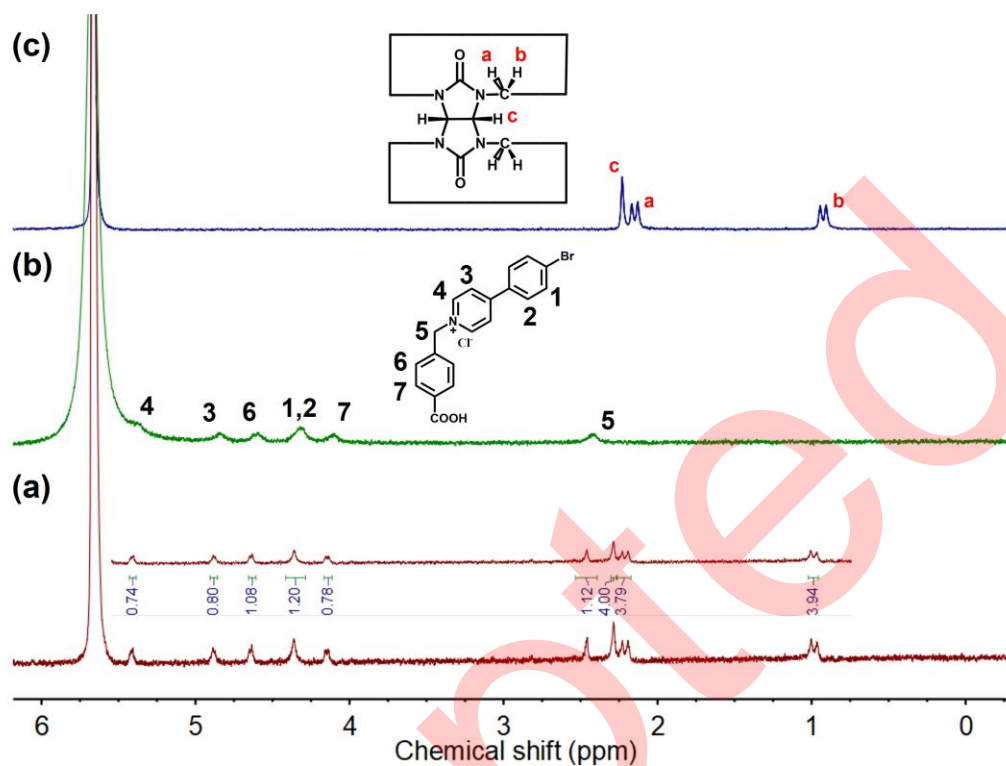 (c)
O
a b
H H
N N C
H H c
N N C
H H
O
c
a
b
(b)
Br
4 3
1
2
5 N
+
Cl-
6
7
COOH
4 3 6 1,2 7 5
(a)
0.74 0.80 1.08 1.20 0.78 1.12 4.00 3.79 3.94
6 5 4 3 2 1 0
Chemical shift (ppm)
pted